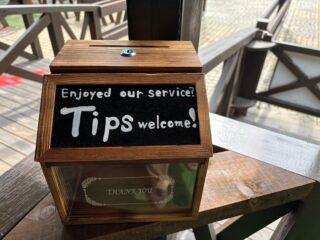 Enjoyed our service?
Tips welcome!
THANK YOU